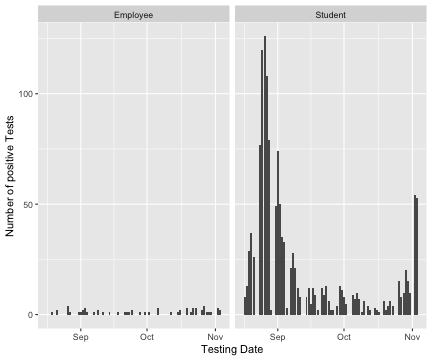 Employee
Student
Number of positive Tests
100
50
0
Sep
Oct
Nov
Sep
Oct
Nov
Testing Date